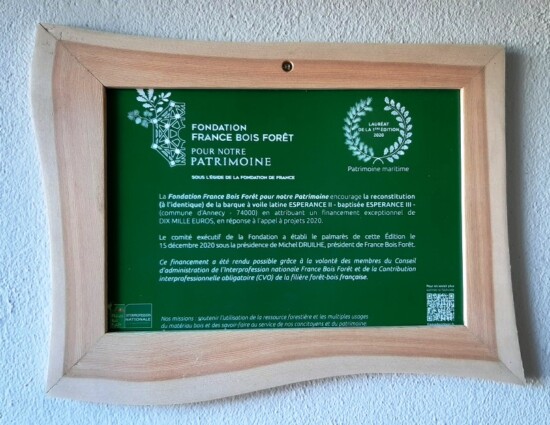 FONDATION
FRANCE BOIS FORÊT
POUR NOTRE
PATRIMOINE
SOUS L'ÉGIDE DE LA FONDATION DE FRANCE
LAURÉAT
DE LA 1ère ÉDITION
2020
Patrimoine maritime
La Fondation France Bois Forêt pour notre Patrimoine encourage la reconstitution
(à l'identique) de la barque à voile latine ESPERANCE II - baptisée ESPERANCE III -
(commune d'Annecy - 74000) en attribuant un financement exceptionnel de
DIX MILLE EUROS, en réponse à l'appel à projets 2020.
Le comité exécutif de la Fondation a établi le palmarès de cette Édition le
15 décembre 2020 sous la présidence de Michel DRUILHE, président de France Bois Forêt.
Ce financement a été rendu possible grâce à la volonté des membres du Conseil
d'administration de l'Interprofession nationale France Bois Forêt et de la Contribution
interprofessionnelle obligatoire (CVO) de la filière forêt-bois française.
Pour en savoir plus
INTERPROFESSION
NATIONALE
Nos missions : soutenir l'utilisation de la ressource forestière et les multiples usages
du matériau bois et des savoir-faire au service de nos concitoyens et du patrimoine